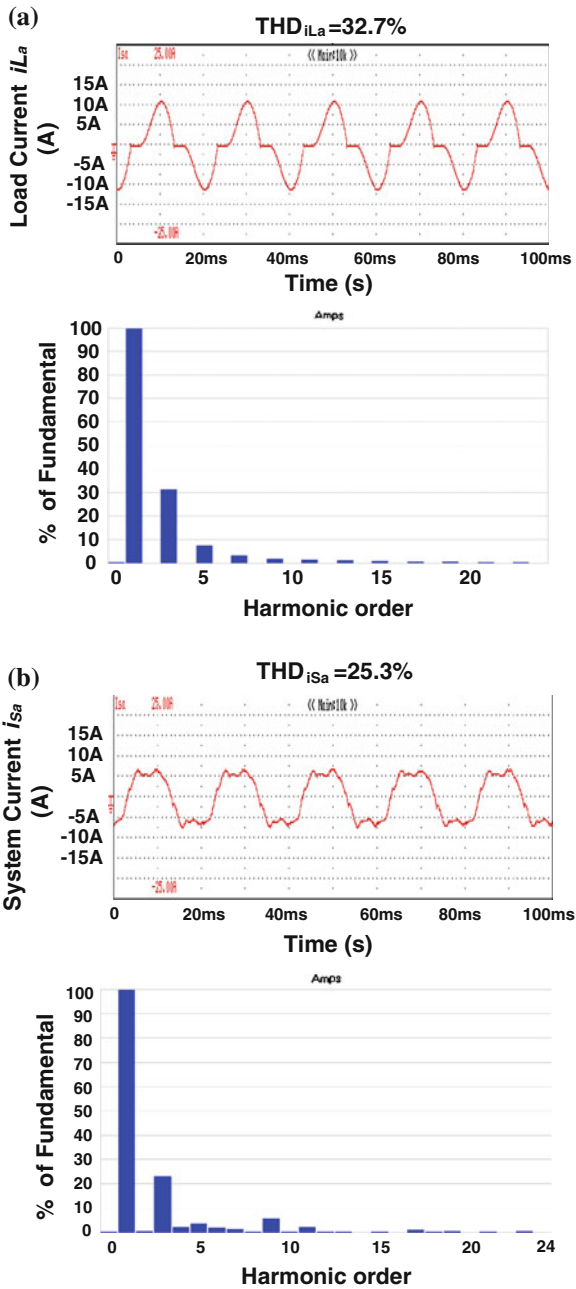 (a)
THD iLa =32.7%
Isa 25.00A << Main:10k >>
Load Current iLa (A)
15A
10A
5A
-5A
-10A
-15A
-25.00A
0 20ms 40ms 60ms 80ms 100ms
Time (s)
Amps
% of Fundamental
100
90
80
70
60
50
40
30
20
10
0
0 5 10 15 20
Harmonic order
(b)
THD iSa =25.3%
Isa 25.00A << Main:10k >>
System Current iSa (A)
15A
10A
5A
-5A
-10A
-15A
-25.00A
0 20ms 40ms 60ms 80ms 100ms
Time (s)
Amps
% of Fundamental
100
90
80
70
60
50
40
30
20
10
0
0 5 10 15 20 24
Harmonic order